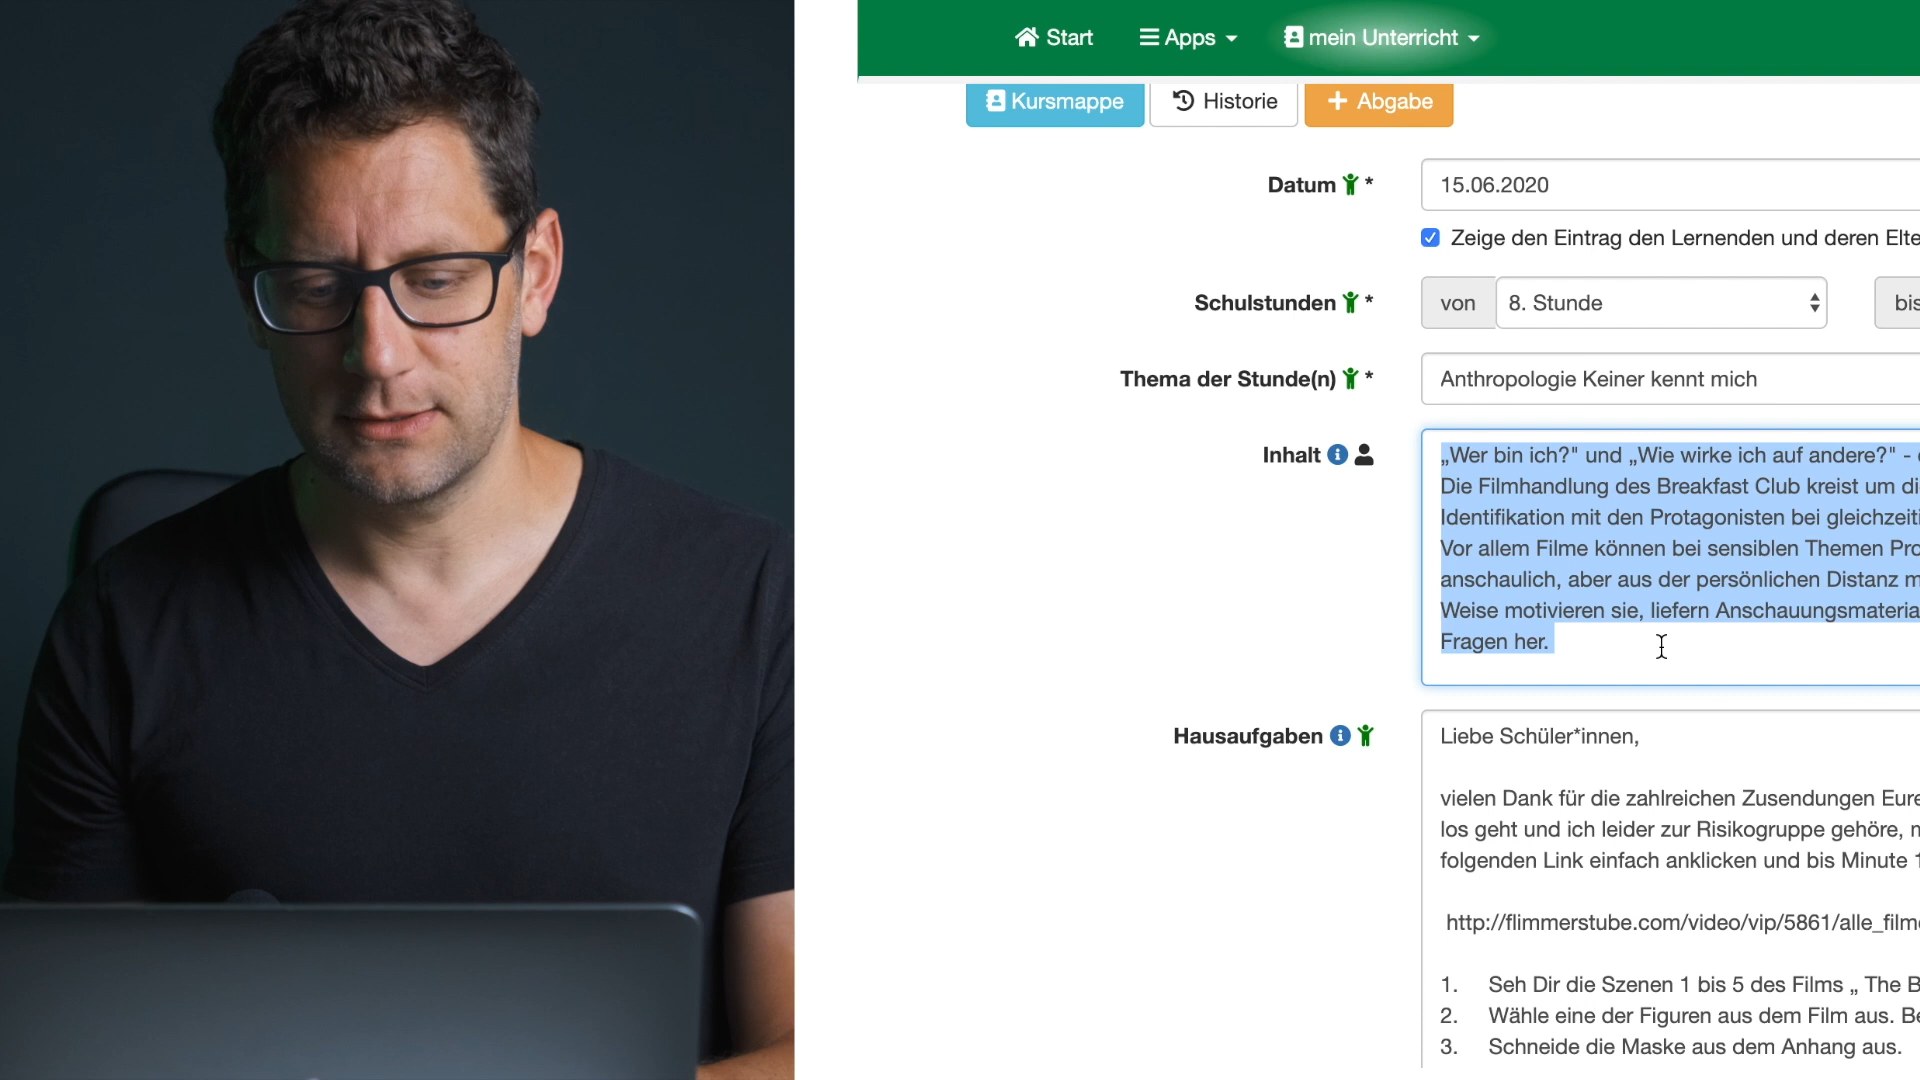 Start Apps mein Unterricht
Kursmappe Historie Abgabe
Datum * 15.06.2020
Zeige den Eintrag den Lernenden und deren Elte
Schulstunden * von 8. Stunde bis
Thema der Stunde(n) * Anthropologie Keiner kennt mich
Inhalt „Wer bin ich?" und „Wie wirke ich auf andere?" -
Die Filmhandlung des Breakfast Club kreist um di
Identifikation mit den Protagonisten bei gleichzeiti
Vor allem Filme können bei sensiblen Themen Pro
anschaulich, aber aus der persönlichen Distanz m
Weise motivieren sie, liefern Anschauungsmateria
Fragen her.
Hausaufgaben Liebe Schüler*innen,
vielen Dank für die zahlreichen Zusendungen Eure
los geht und ich leider zur Risikogruppe gehöre, m
folgenden Link einfach anklicken und bis Minute 1
http://flimmerstube.com/video/vip/5861/alle_filme
1. Seh Dir die Szenen 1 bis 5 des Films „ The B
2. Wähle eine der Figuren aus dem Film aus. Be
3. Schneide die Maske aus dem Anhang aus.